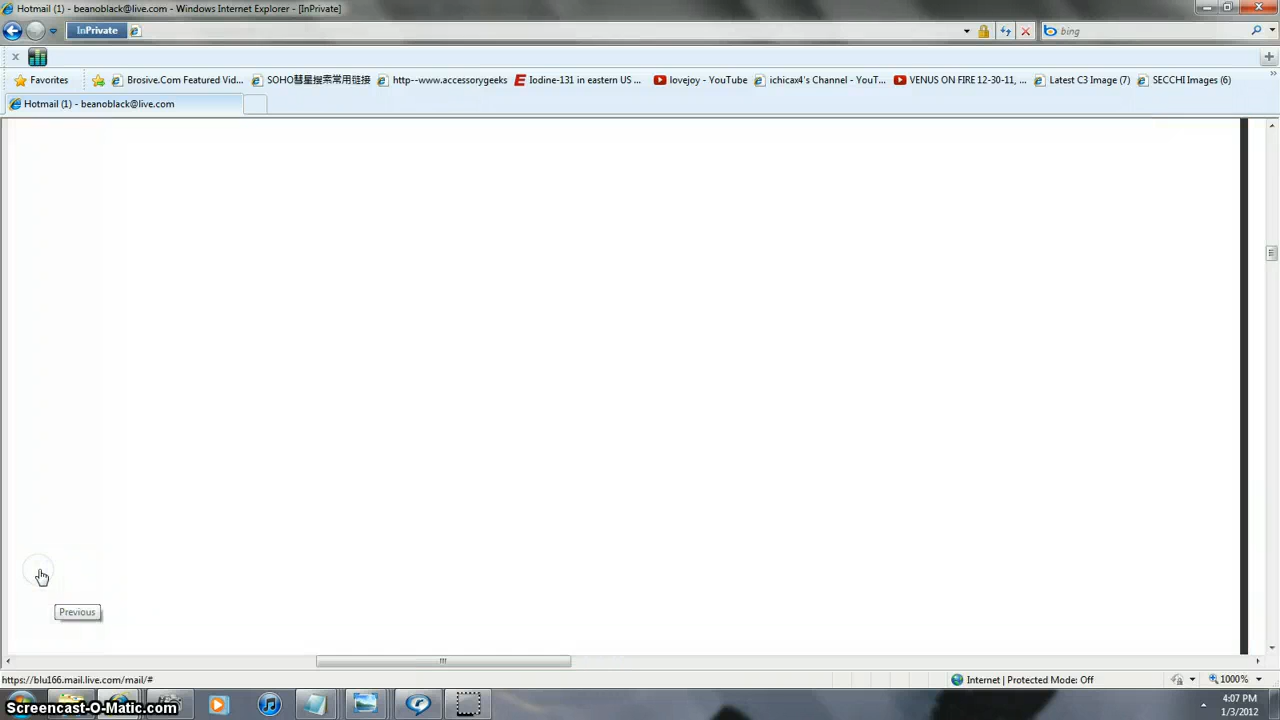 Hotmail (1) - beanoblack@live.com - Windows Internet Explorer - [InPrivate]
InPrivate
bing
Favorites
Brosive.Com Featured Vid...
SOHO彗星搜索常用链接
http--www.accessorygeeks
Iodine-131 in eastern US ...
lovejoy - YouTube
ichicax4's Channel - YouT...
VENUS ON FIRE 12-30-11, ...
Latest C3 Image (7)
SECCHI Images (6)
Hotmail (1) - beanoblack@live.com
Previous
https://blu166.mail.live.com/mail/#
Internet | Protected Mode: Off
1000%
4:07 PM
1/3/2012
Screencast-O-Matic.com